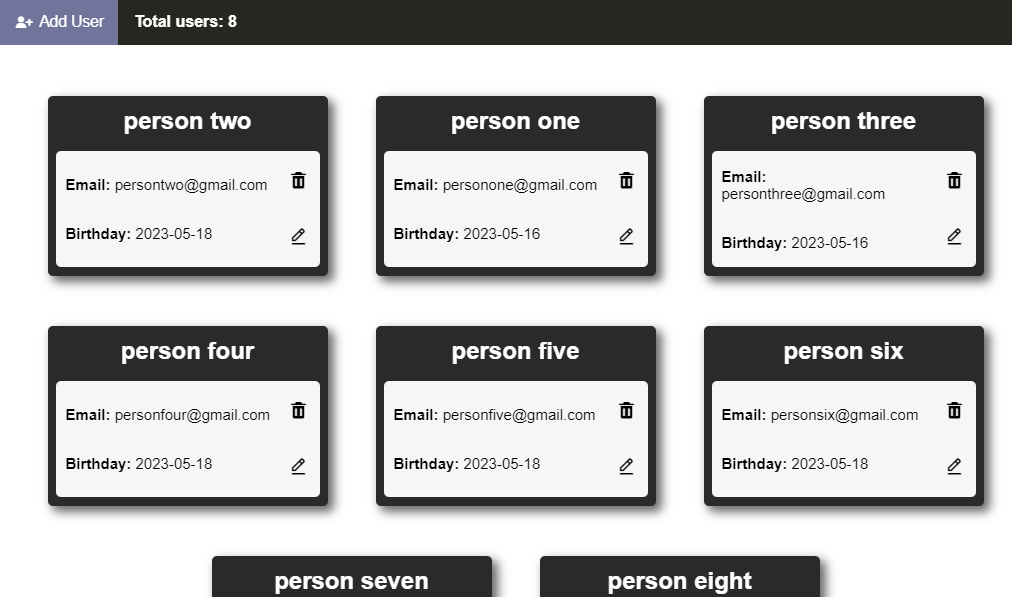 Add User
Total users: 8
person two
Email: persontwo@gmail.com
Birthday: 2023-05-18
person one
Email: personone@gmail.com
Birthday: 2023-05-16
person three
Email:
personthree@gmail.com
Birthday: 2023-05-16
person four
Email: personfour@gmail.com
Birthday: 2023-05-18
person five
Email: personfive@gmail.com
Birthday: 2023-05-18
person six
Email: personsix@gmail.com
Birthday: 2023-05-18
person seven
person eight